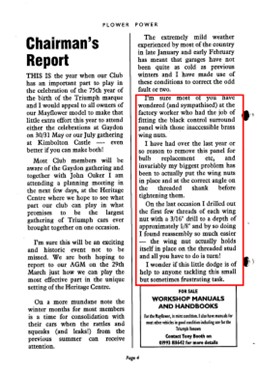 PLOWER POWER
Chairman's
Report
THIS is the year when our Club
has an important part to play in
the celebration of the 75th year of
the birth of the Triumph marque
and I would appeal to all owners of
our Mayflower model to make that
little extra effort this year to attend
either the celebrations at Gaydon
on 30/31 May or our July gathering
at Kimbolton Castle — even
better if you can make both!
Most Club members will be
aware of the Gaydon gathering and
together with John Oaker I am
attending a planning meeting in
the next few days, at the Heritage
Centre where we hope to see what
part our club can play in what
promises to be the largest
gathering of Triumph cars ever
brought together on one occasion.
I'm sure this will be an exciting
and historic event not to be
missed. We are both hoping to
report to our AGM on the 29th
March just how we can play the
most effective part in the unique
setting of the Heritage Centre.
On a more mundane note the
winter months for most members
is a time for consolidation with
their cars when the rattles and
squeaks (and leaks!) from the
previous summer can receive
attention.
The extremely mild weather
experienced by most of the country
in late January and early February
has meant that garages have not
been quite as cold as previous
winters and I have made use of
these conditions to correct the odd
fault or two.
I'm sure most of you have
wondered (and sympathised) at the
factory worker who had the job of
fitting the black control surround
panel with those inaccessible brass
wing nuts.
I have had over the last year or
so to reason to remove this panel for
bulb replacement etc, and
invariably my biggest problem has
been to actually put the wing nuts
in place and at the correct angle on
the threaded shank before
tightening them.
On the last occasion I drilled out
the first few threads of each wing
nut with a 3/16" drill to a depth of
approximately 1/8" and by so doing
I found reassembly so much easier
— the wing nut actually holds
itself in place on the threaded stud
and all you have to do is turn!
I wonder if this little dodge is of
help to anyone tackling this small
but sometimes frustrating task.
FOR SALE
WORKSHOP MANUALS
AND HANDBOOKS
For the Mayflower, in mint condition. I also have manuals for
most other vehicles in good condition including one for the
Triumph Renown
Contact Tony Booth on
for more details
Page 4